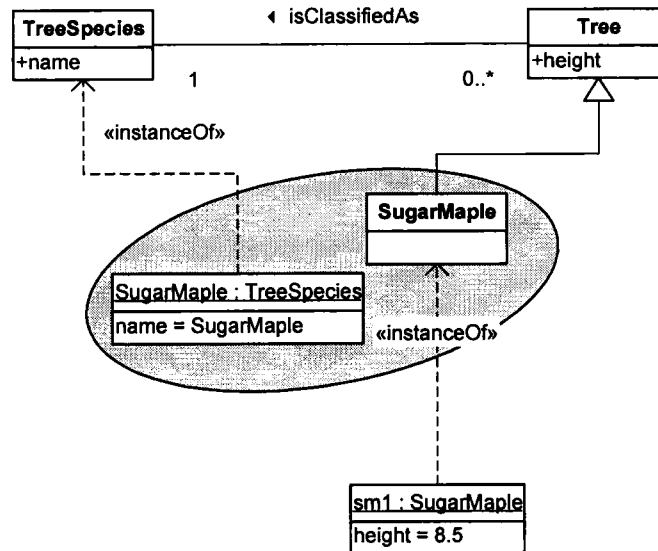 TreeSpecies
+name
◄ isClassifiedAs
1
0..*
Tree
+height
«instanceOf»
SugarMaple
SugarMaple : TreeSpecies
name = SugarMaple
«instanceOf»
sm1 : SugarMaple
height = 8.5